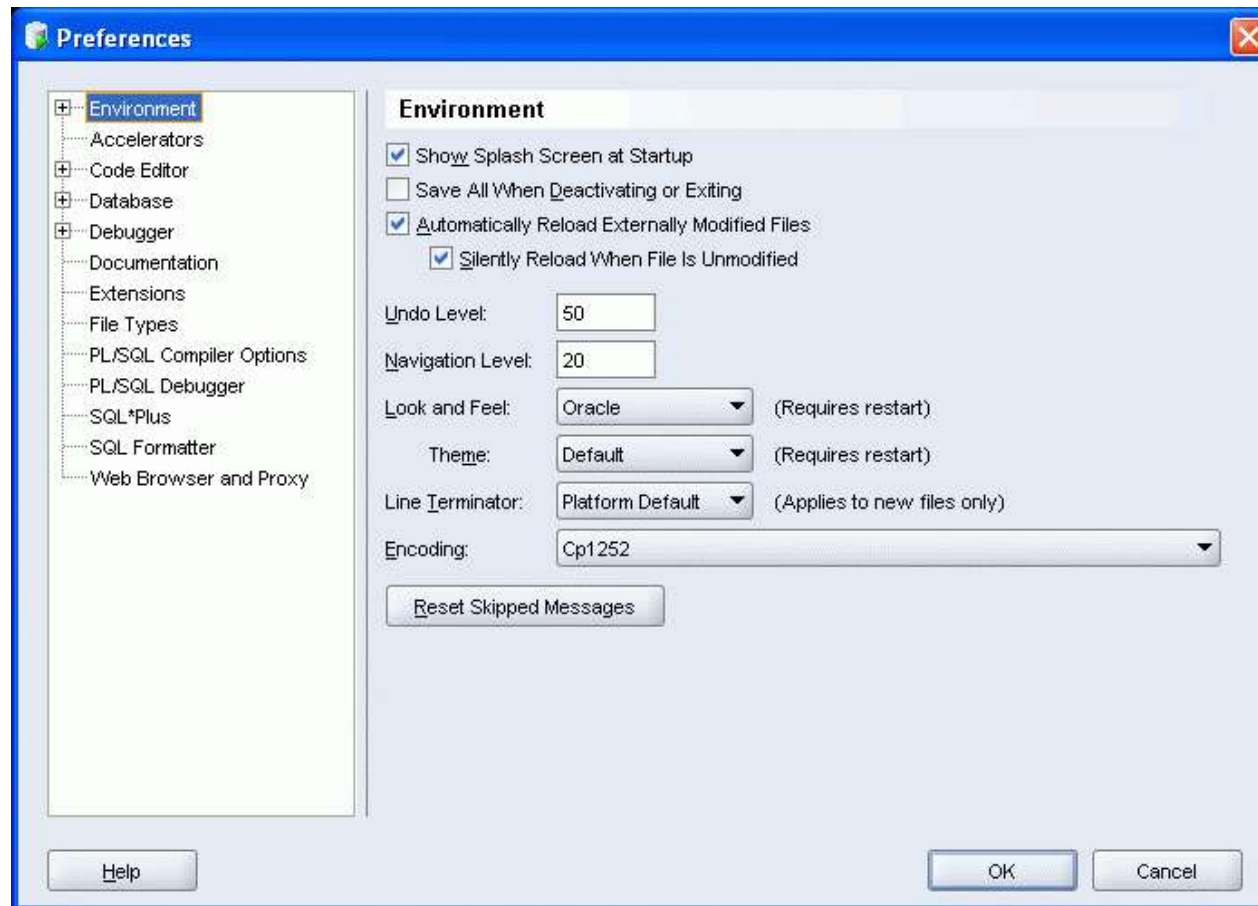 Preferences
Environment
Accelerators
Code Editor
Database
Debugger
Documentation
Extensions
File Types
PL/SQL Compiler Options
PL/SQL Debugger
SQL*Plus
SQL Formatter
Web Browser and Proxy
Environment
Show Splash Screen at Startup
Save All When Deactivating or Exiting
Automatically Reload Externally Modified Files
Silently Reload When File Is Unmodified
Undo Level: 50
Navigation Level: 20
Look and Feel: Oracle (Requires restart)
Theme: Default (Requires restart)
Line Terminator: Platform Default (Applies to new files only)
Encoding: Cp1252
Reset Skipped Messages
Help OK Cancel